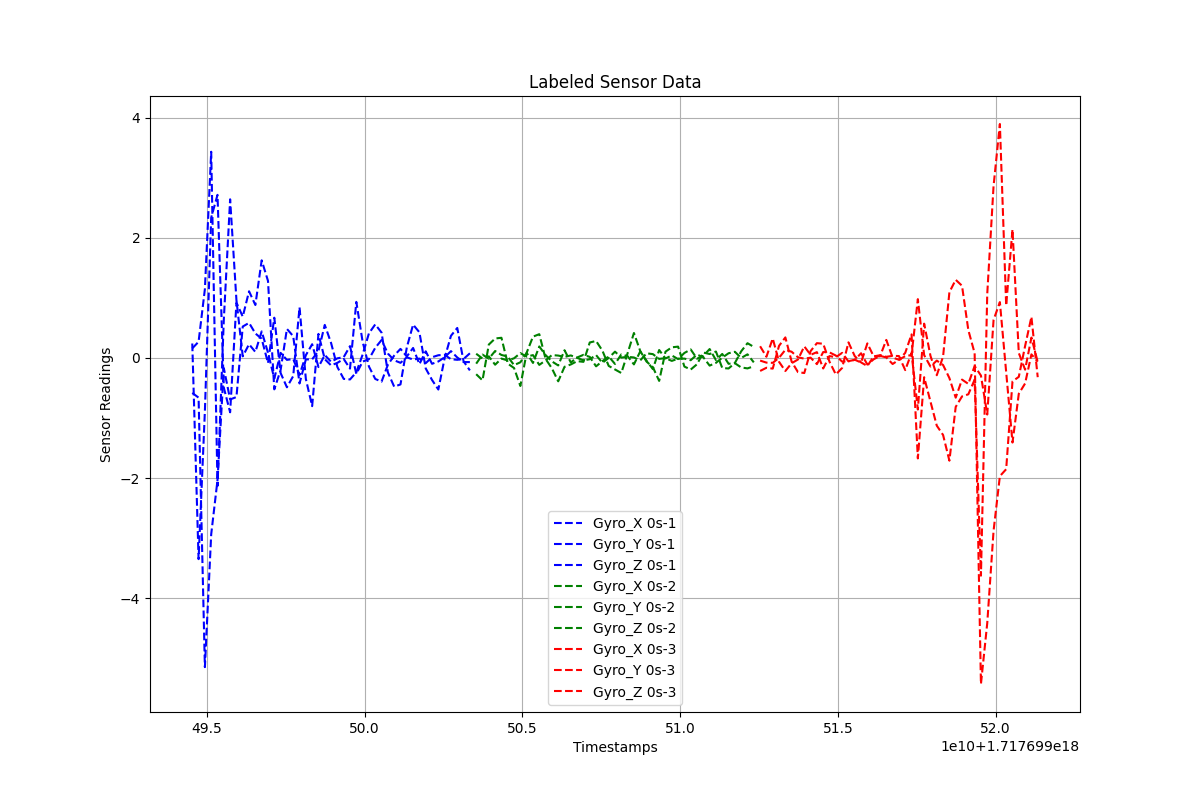 Labeled Sensor Data
4
2
0
−2
−4
Sensor Readings
Gyro_X 0s-1
Gyro_Y 0s-1
Gyro_Z 0s-1
Gyro_X 0s-2
Gyro_Y 0s-2
Gyro_Z 0s-2
Gyro_X 0s-3
Gyro_Y 0s-3
Gyro_Z 0s-3
49.5 50.0 50.5 51.0 51.5 52.0
Timestamps
1e10+1.717699e18